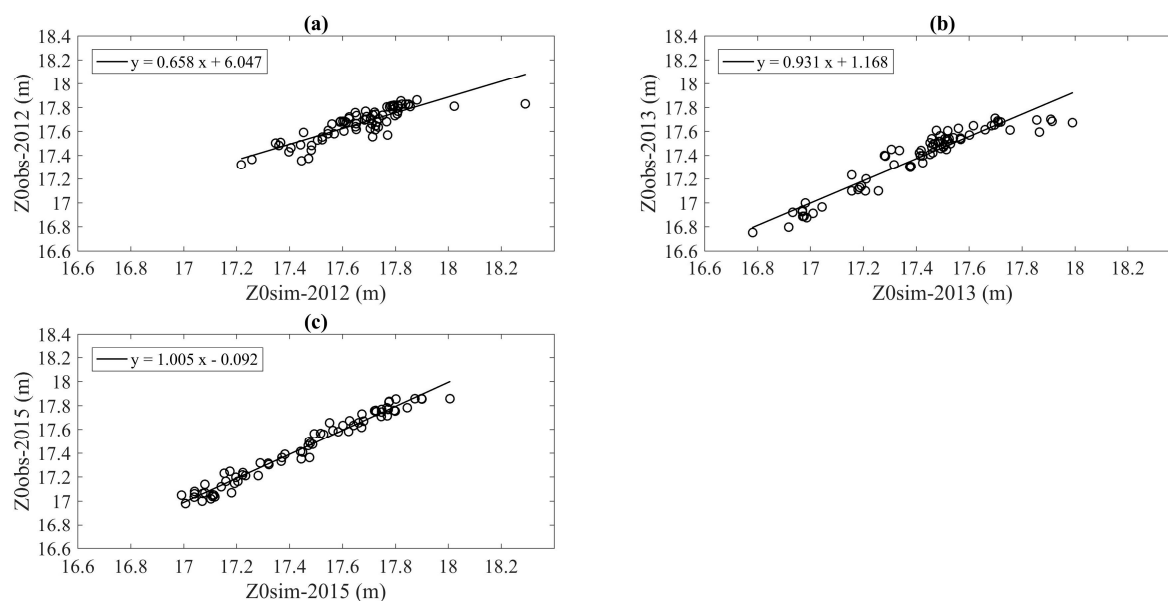 (a)
18.4
18.2
18
17.8
17.6
17.4
17.2
17
16.8
16.6
Z0obs-2012 (m)
y = 0.658 x + 6.047
16.6 16.8 17 17.2 17.4 17.6 17.8 18 18.2
Z0sim-2012 (m)
(b)
18.4
18.2
18
17.8
17.6
17.4
17.2
17
16.8
16.6
Z0obs-2013 (m)
y = 0.931 x + 1.168
16.6 16.8 17 17.2 17.4 17.6 17.8 18 18.2
Z0sim-2013 (m)
(c)
18.4
18.2
18
17.8
17.6
17.4
17.2
17
16.8
16.6
Z0obs-2015 (m)
y = 1.005 x - 0.092
16.6 16.8 17 17.2 17.4 17.6 17.8 18 18.2
Z0sim-2015 (m)